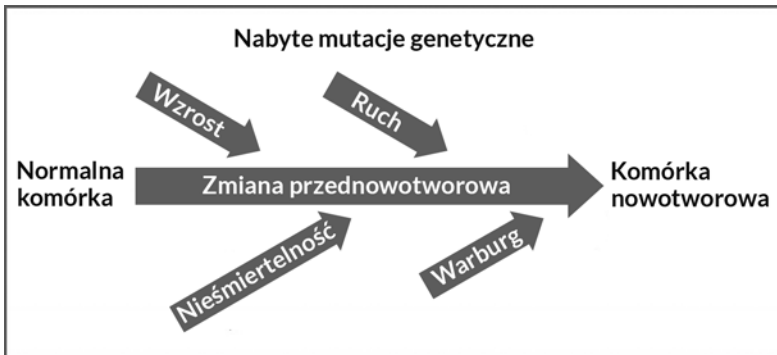 Nabyte mutacje genetyczne
Wzrost
Ruch
Normalna
komórka
Zmiana przednowotworowa
Komórka
nowotworowa
Nieśmiertelność
Warburg